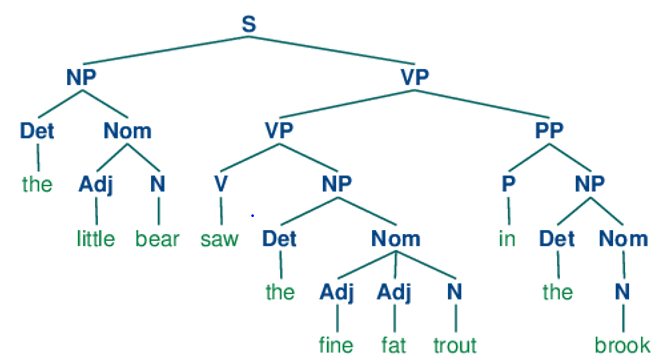 S
NP VP
Det Nom VP PP
the Adj N V NP P NP
little bear saw Det Nom in Det Nom
the Adj Adj N the N
fine fat trout brook